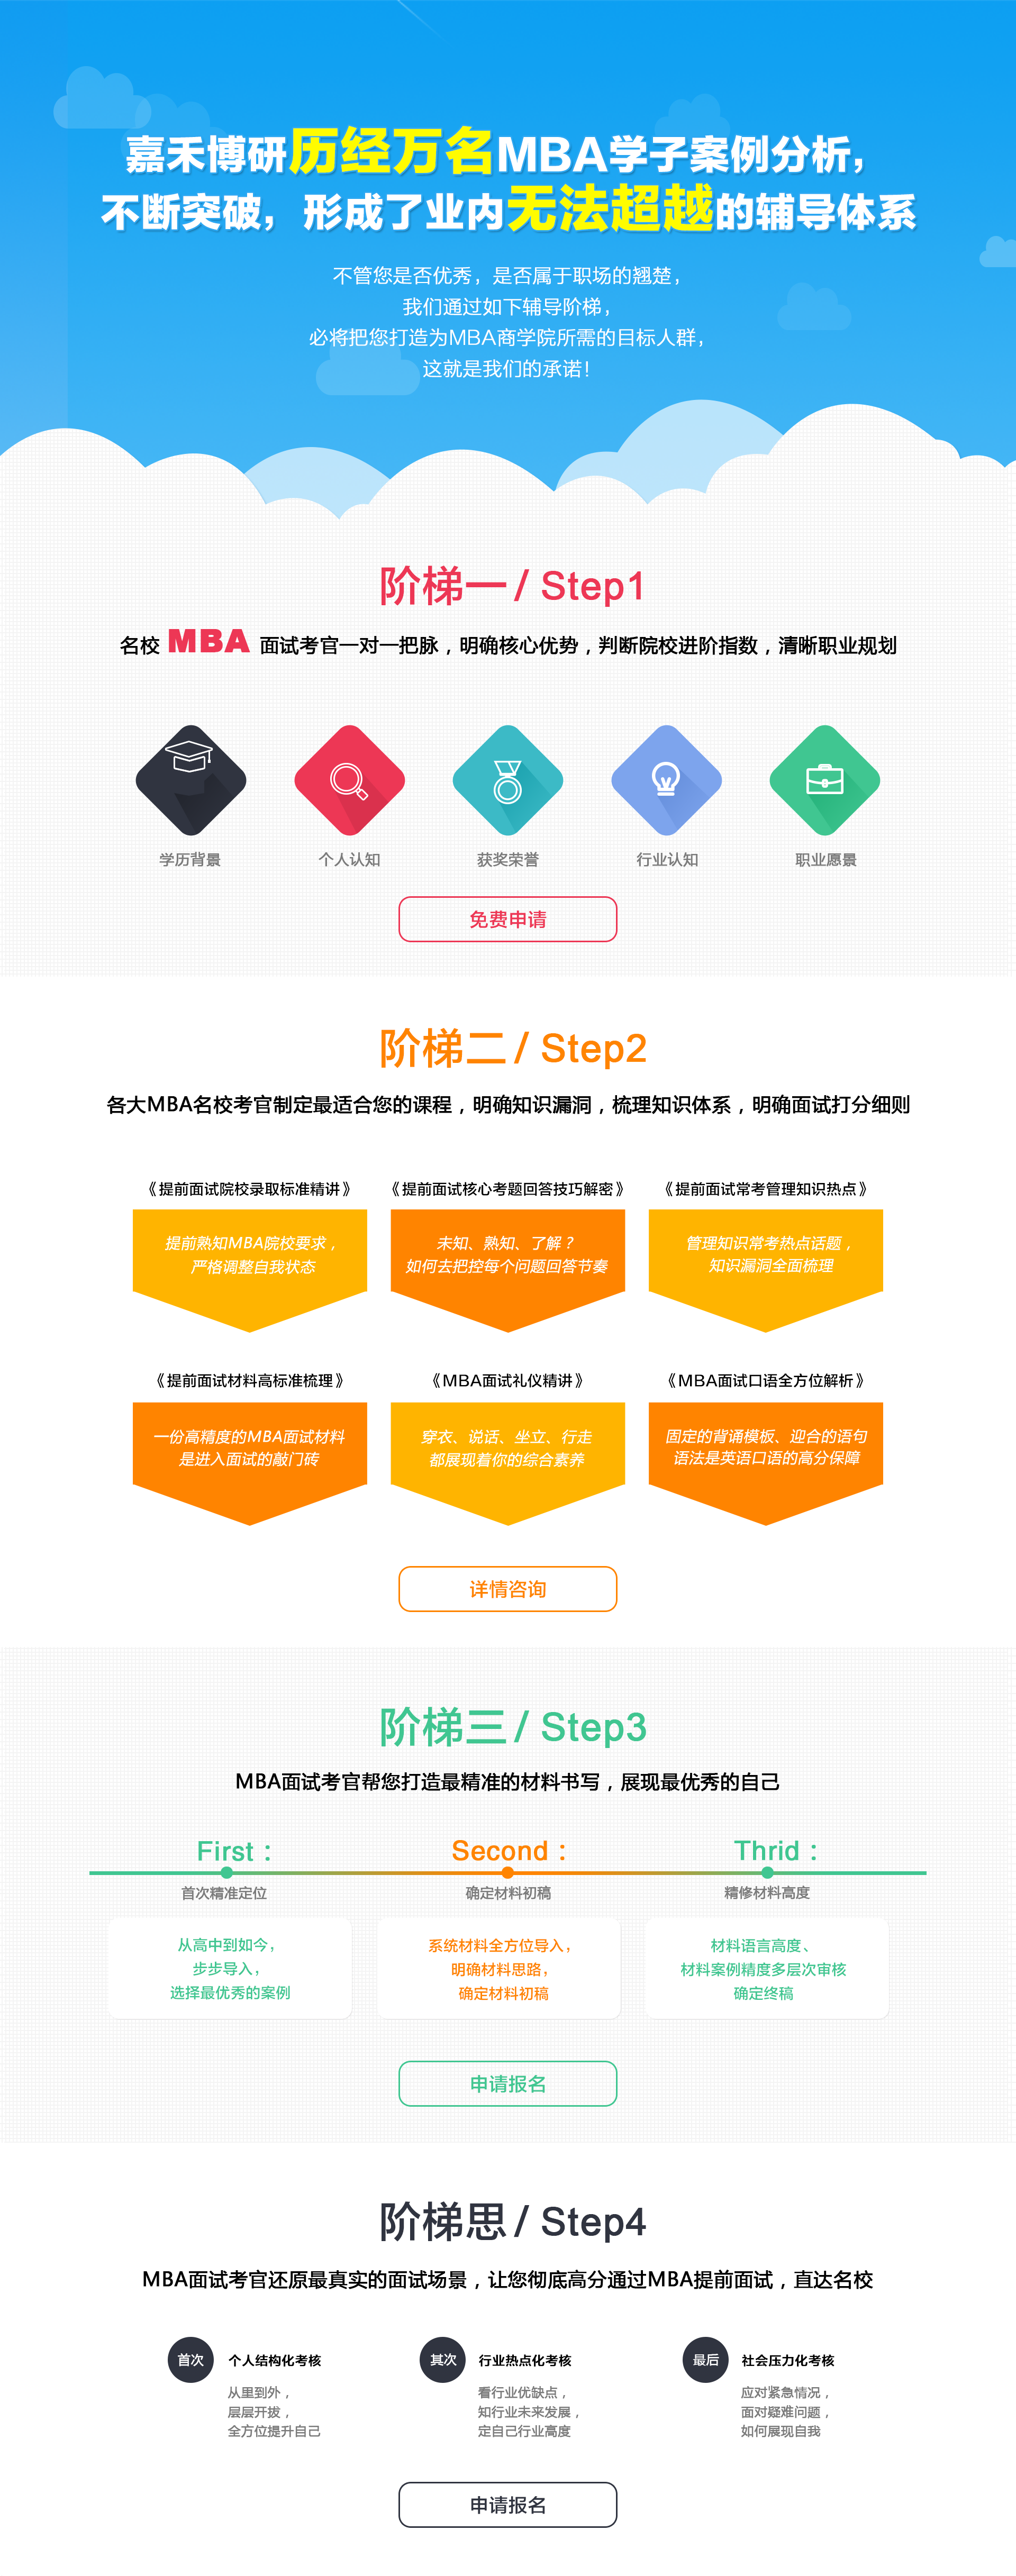 嘉禾博研历经万名MBA学子案例分析，
不断突破，形成了业内无法超越的辅导体系
不管您是否优秀，是否属于职场的翘楚，
我们通过如下辅导阶梯，
必将把您打造为MBA商学院所需的目标人群，
这就是我们的承诺！
阶梯一 / Step1
名校 MBA 面试考官一对一把脉，明确核心优势，判断院校进阶指数，清晰职业规划
学历背景
个人认知
获奖荣誉
行业认知
职业愿景
免费申请
阶梯二 / Step2
各大MBA名校考官制定最适合您的课程，明确知识漏洞，梳理知识体系，明确面试打分细则
《提前面试院校录取标准精讲》
提前熟知MBA院校要求，
严格调整自我状态
《提前面试核心考题回答技巧解密》
未知、熟知、了解？
如何去把控每个问题回答节奏
《提前面试常考管理知识热点》
管理知识常考热点话题，
知识漏洞全面梳理
《提前面试材料高标准梳理》
一份高精度的MBA面试材料
是进入面试的敲门砖
《MBA面试礼仪精讲》
穿衣、说话、坐立、行走
都展现着你的综合素养
《MBA面试口语全方位解析》
固定的背诵模板、迎合的语句
语法是英语口语的高分保障
详情咨询
阶梯三 / Step3
MBA面试考官帮您打造最精准的材料书写，展现最优秀的自己
First：
首次精准定位
从高中到如今，
步步导入，
选择最优秀的案例
Second：
确定材料初稿
系统材料全方位导入，
明确材料思路，
确定材料初稿
Thrid：
精修材料高度
材料语言高度、
材料案例精度多层次审核
确定终稿
申请报名
阶梯思 / Step4
MBA面试考官还原最真实的面试场景，让您彻底高分通过MBA提前面试，直达名校
首次
个人结构化考核
从里到外，
层层开拔，
全方位提升自己
其次
行业热点化考核
看行业优缺点，
知行业未来发展，
定自己行业高度
最后
社会压力化考核
应对紧急情况，
面对疑难问题，
如何展现自我
申请报名